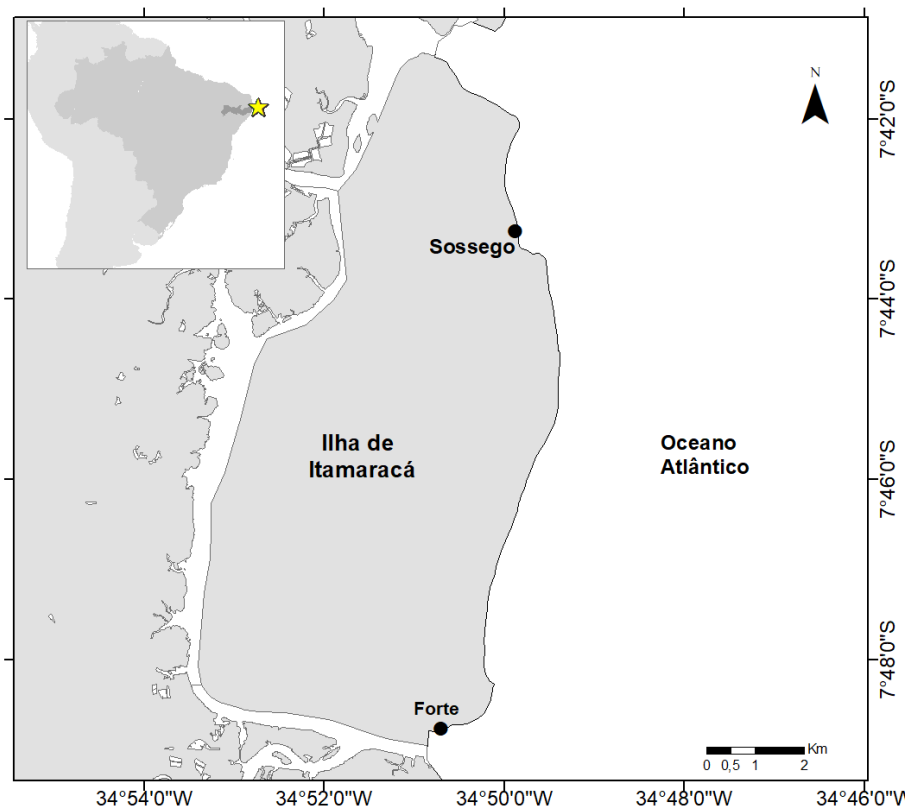 N
7°42'0"S
Sossego
7°44'0"S
Ilha de
Itamaracá
Oceano
Atlântico
7°46'0"S
7°48'0"S
Forte
Km
0 0,5 1 2
34°54'0"W 34°52'0"W 34°50'0"W 34°48'0"W 34°46'0"W